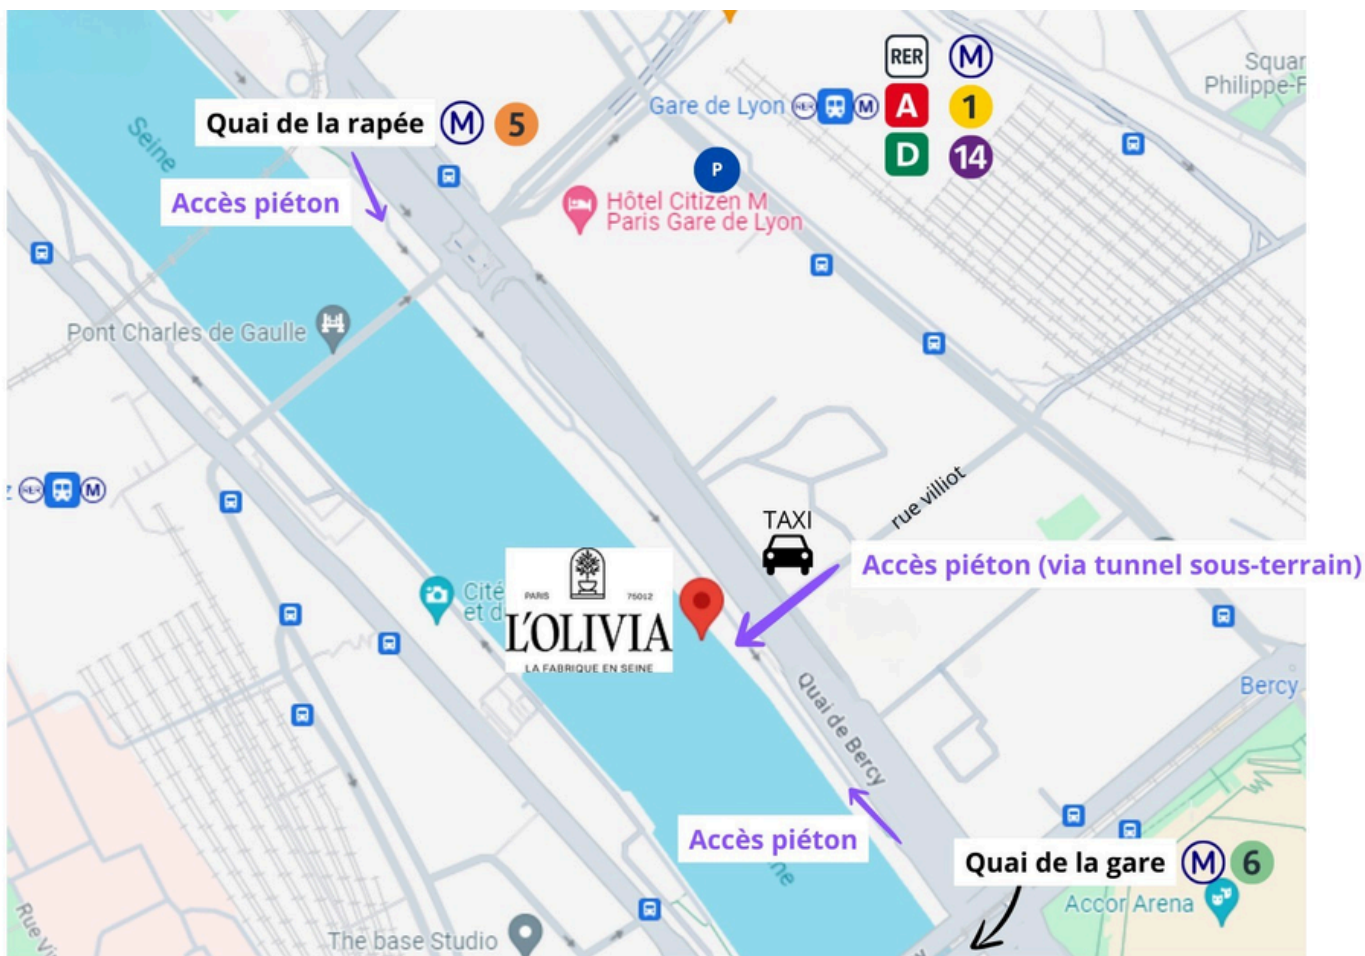 RER M
Squar
Philippe-F
Quai de la rapée M 5
Gare de Lyon RER M A 1
D 14
Seine
P
Accès piéton
Hôtel Citizen M
Paris Gare de Lyon
Pont Charles de Gaulle
z RER M
rue villiot
TAXI
Accès piéton (via tunnel sous-terrain)
Cité
et d
PARIS 75012
L'OLIVIA
LA FABRIQUE EN SEINE
Quai de Bercy
Bercy
Accès piéton
ne
Quai de la gare M 6
Accor Arena
Rue Vi
The base Studio
y